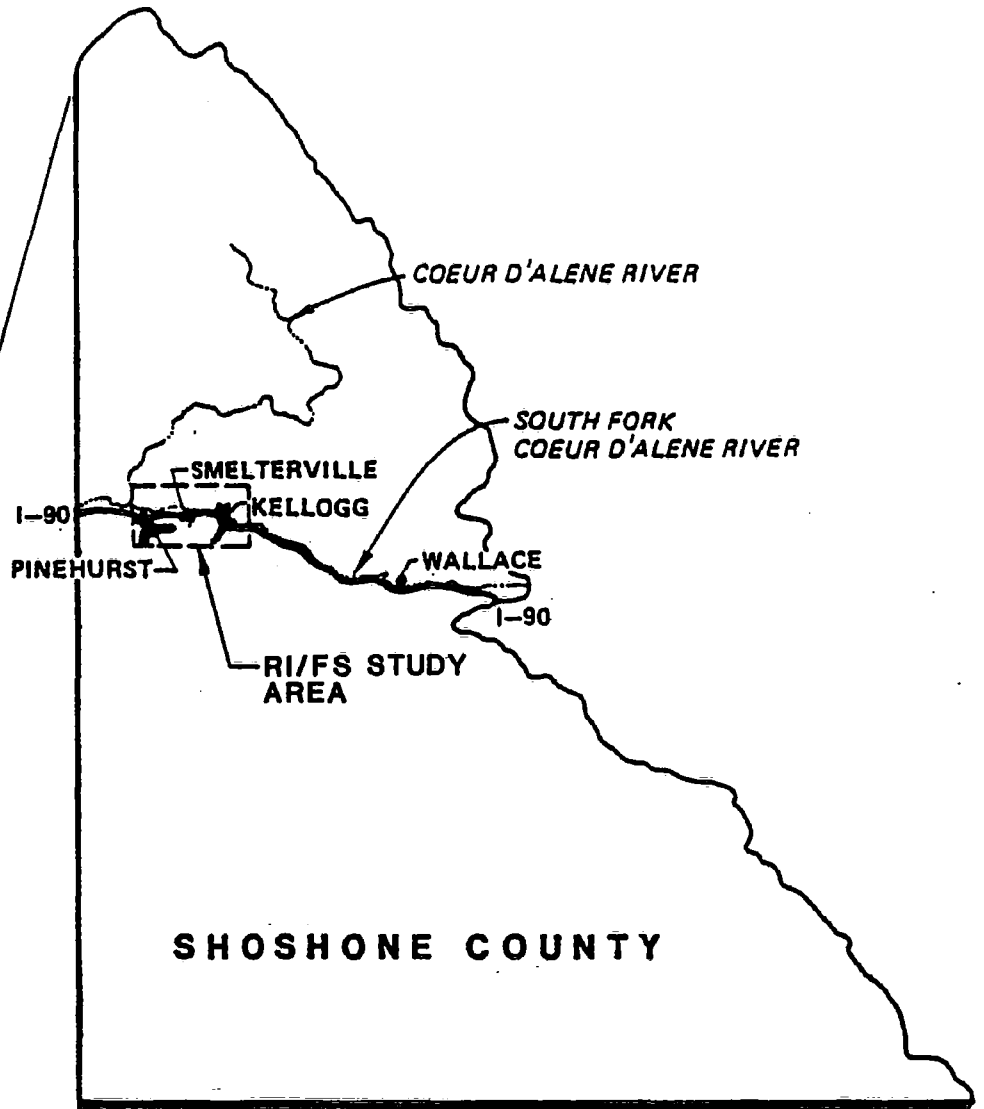 COEUR D'ALENE RIVER
SOUTH FORK
COEUR D'ALENE RIVER
SMELTERVILLE
KELLOGG
I-90
PINEHURST
WALLACE
I-90
RI/FS STUDY
AREA
SHOSHONE COUNTY